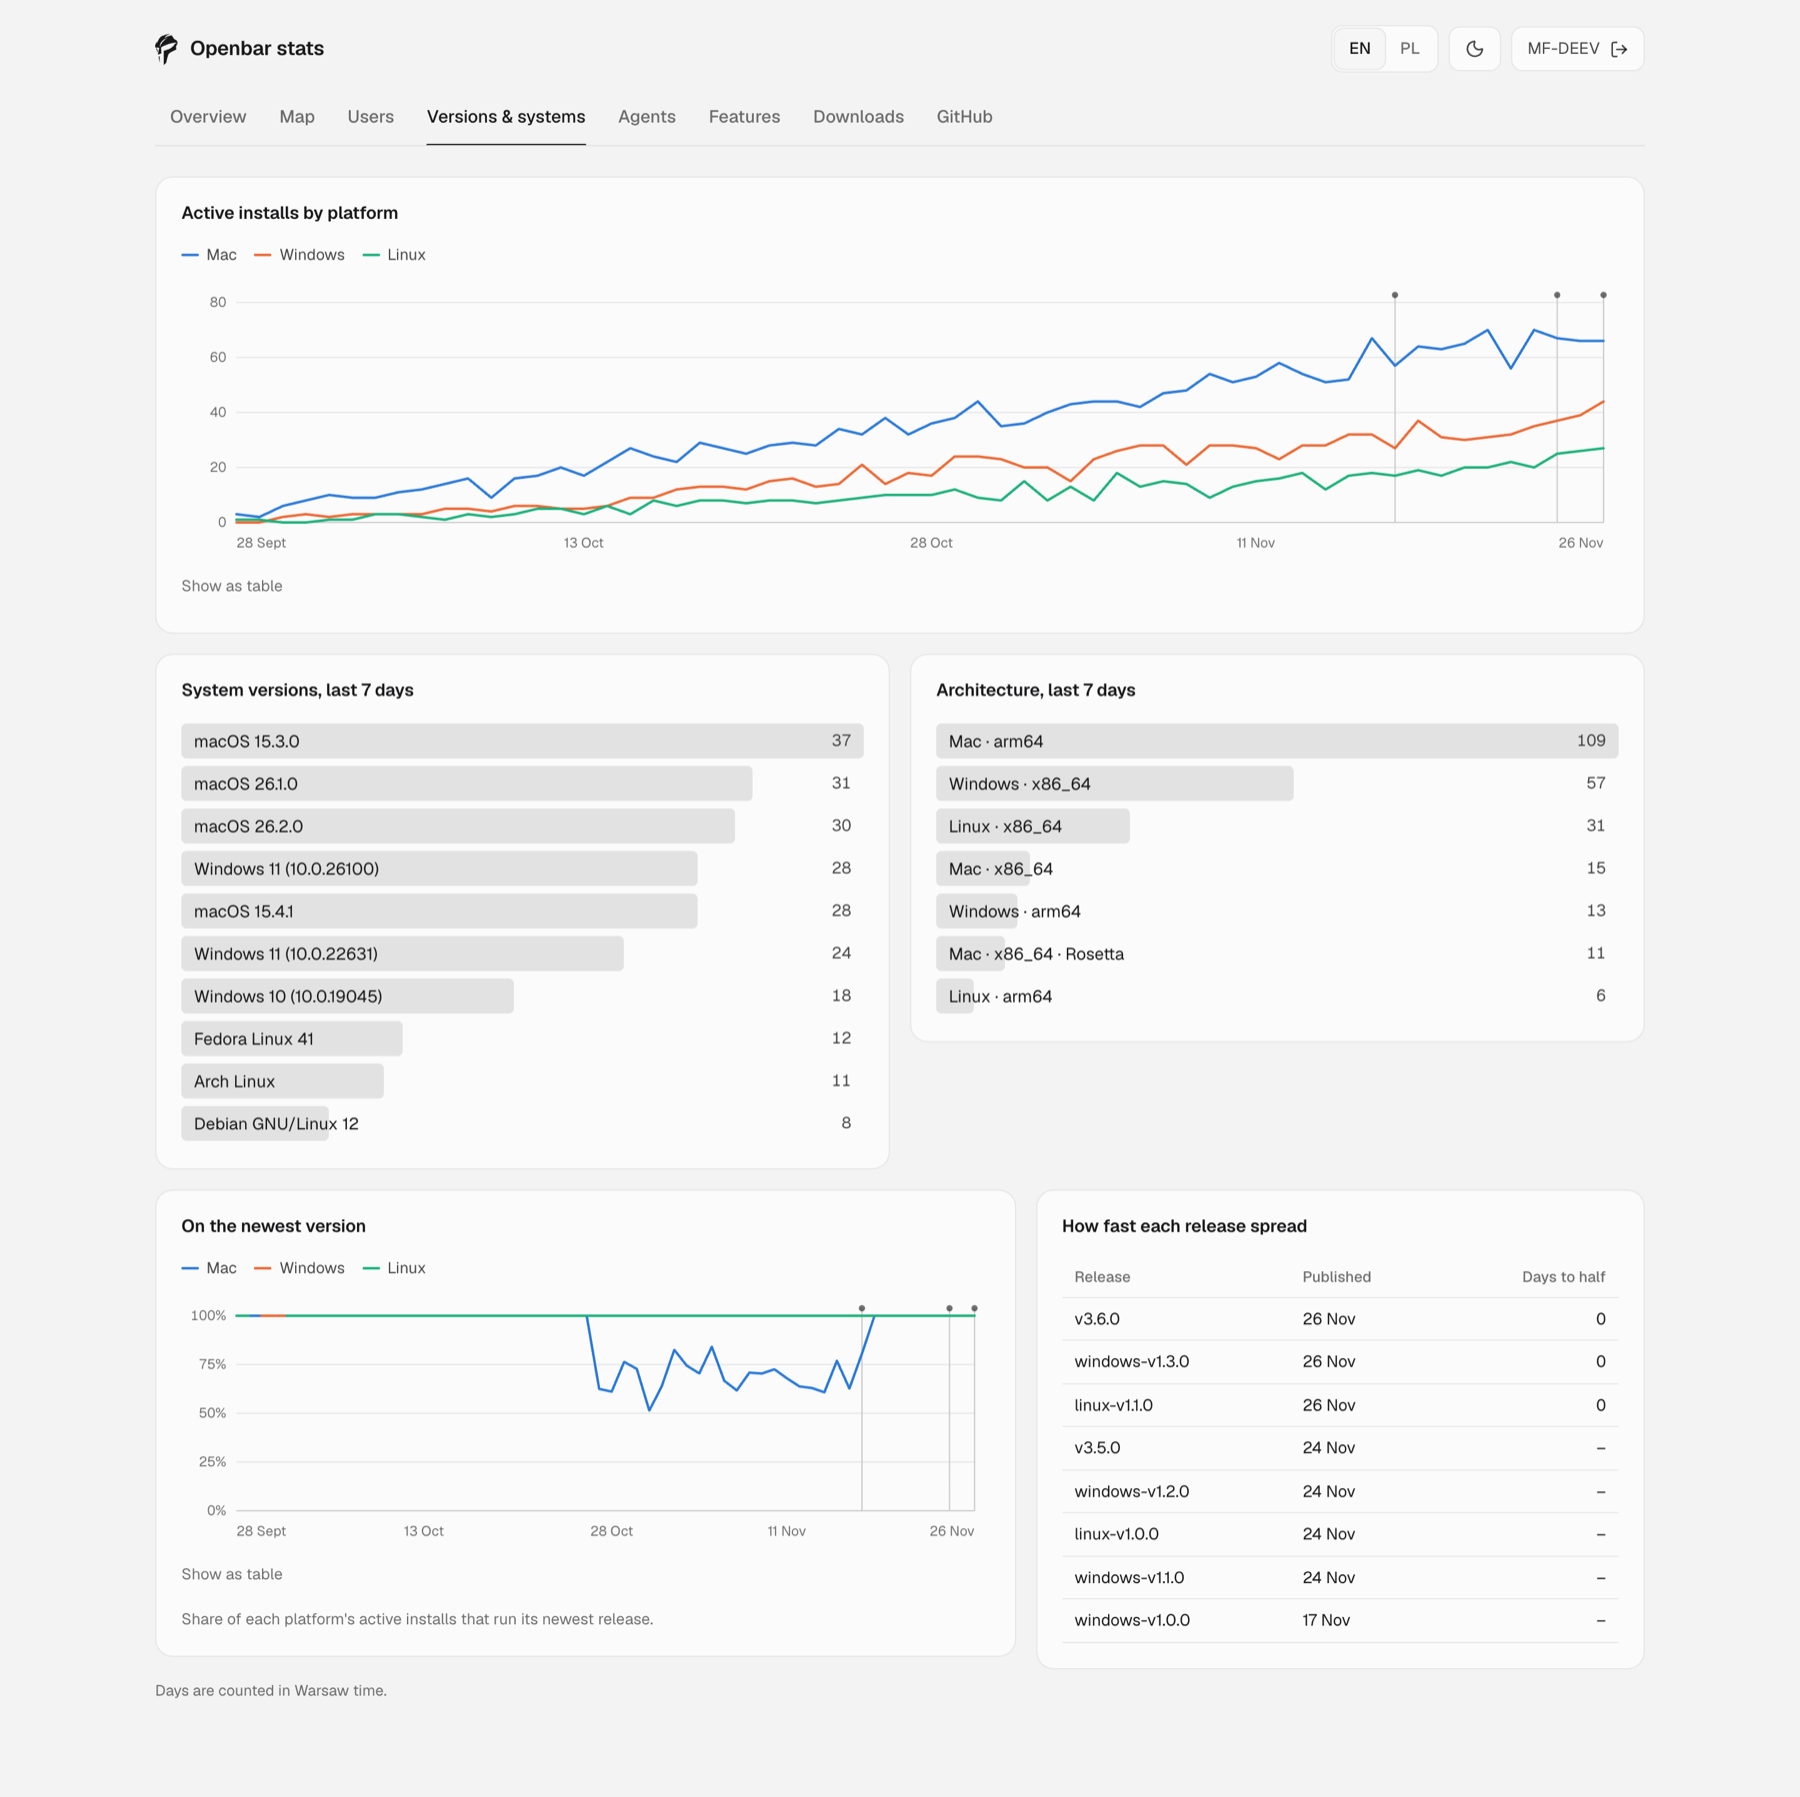 Openbar stats
EN PL
MF-DEEV
Overview Map Users Versions & systems Agents Features Downloads GitHub
Active installs by platform
Mac Windows Linux
80
60
40
20
0
28 Sept 13 Oct 28 Oct 11 Nov 26 Nov
Show as table
System versions, last 7 days
macOS 15.3.0 37
macOS 26.1.0 31
macOS 26.2.0 30
Windows 11 (10.0.26100) 28
macOS 15.4.1 28
Windows 11 (10.0.22631) 24
Windows 10 (10.0.19045) 18
Fedora Linux 41 12
Arch Linux 11
Debian GNU/Linux 12 8
Architecture, last 7 days
Mac · arm64 109
Windows · x86_64 57
Linux · x86_64 31
Mac · x86_64 15
Windows · arm64 13
Mac · x86_64 · Rosetta 11
Linux · arm64 6
On the newest version
Mac Windows Linux
100%
75%
50%
25%
0%
28 Sept 13 Oct 28 Oct 11 Nov 26 Nov
Show as table
Share of each platform's active installs that run its newest release.
How fast each release spread
Release Published Days to half
v3.6.0 26 Nov 0
windows-v1.3.0 26 Nov 0
linux-v1.1.0 26 Nov 0
v3.5.0 24 Nov –
windows-v1.2.0 24 Nov –
linux-v1.0.0 24 Nov –
windows-v1.1.0 24 Nov –
windows-v1.0.0 17 Nov –
Days are counted in Warsaw time.